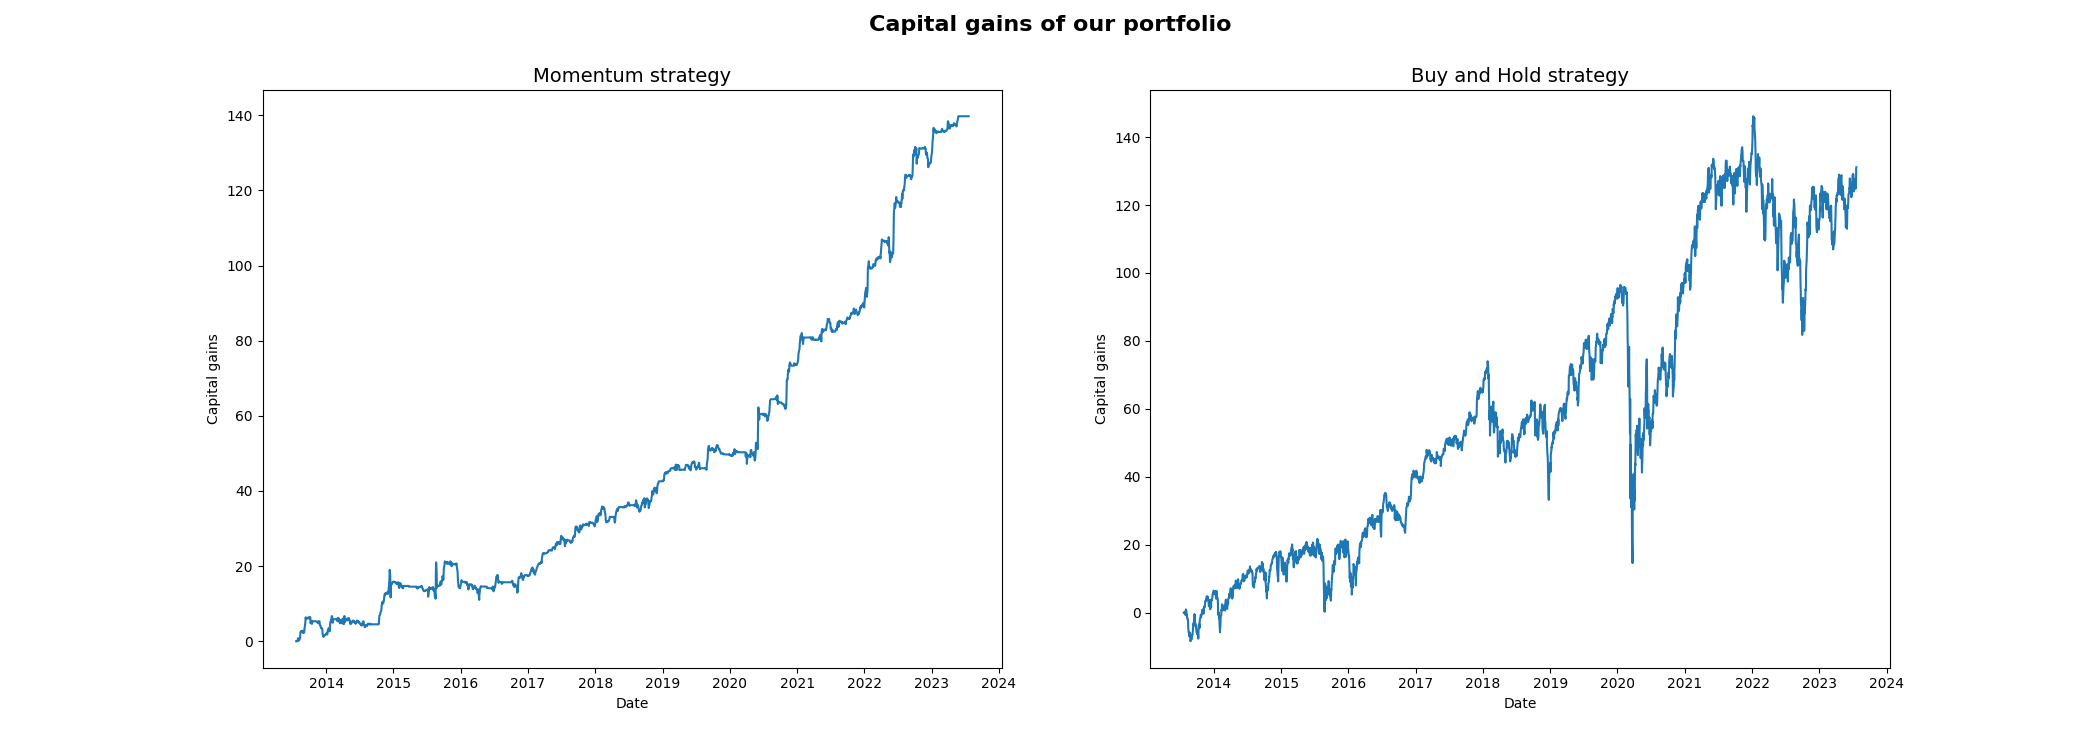 Capital gains of our portfolio
Momentum strategy
140
120
100
80
60
40
20
0
Capital gains
2014 2015 2016 2017 2018 2019 2020 2021 2022 2023 2024
Date
Buy and Hold strategy
140
120
100
80
60
40
20
0
Capital gains
2014 2015 2016 2017 2018 2019 2020 2021 2022 2023 2024
Date